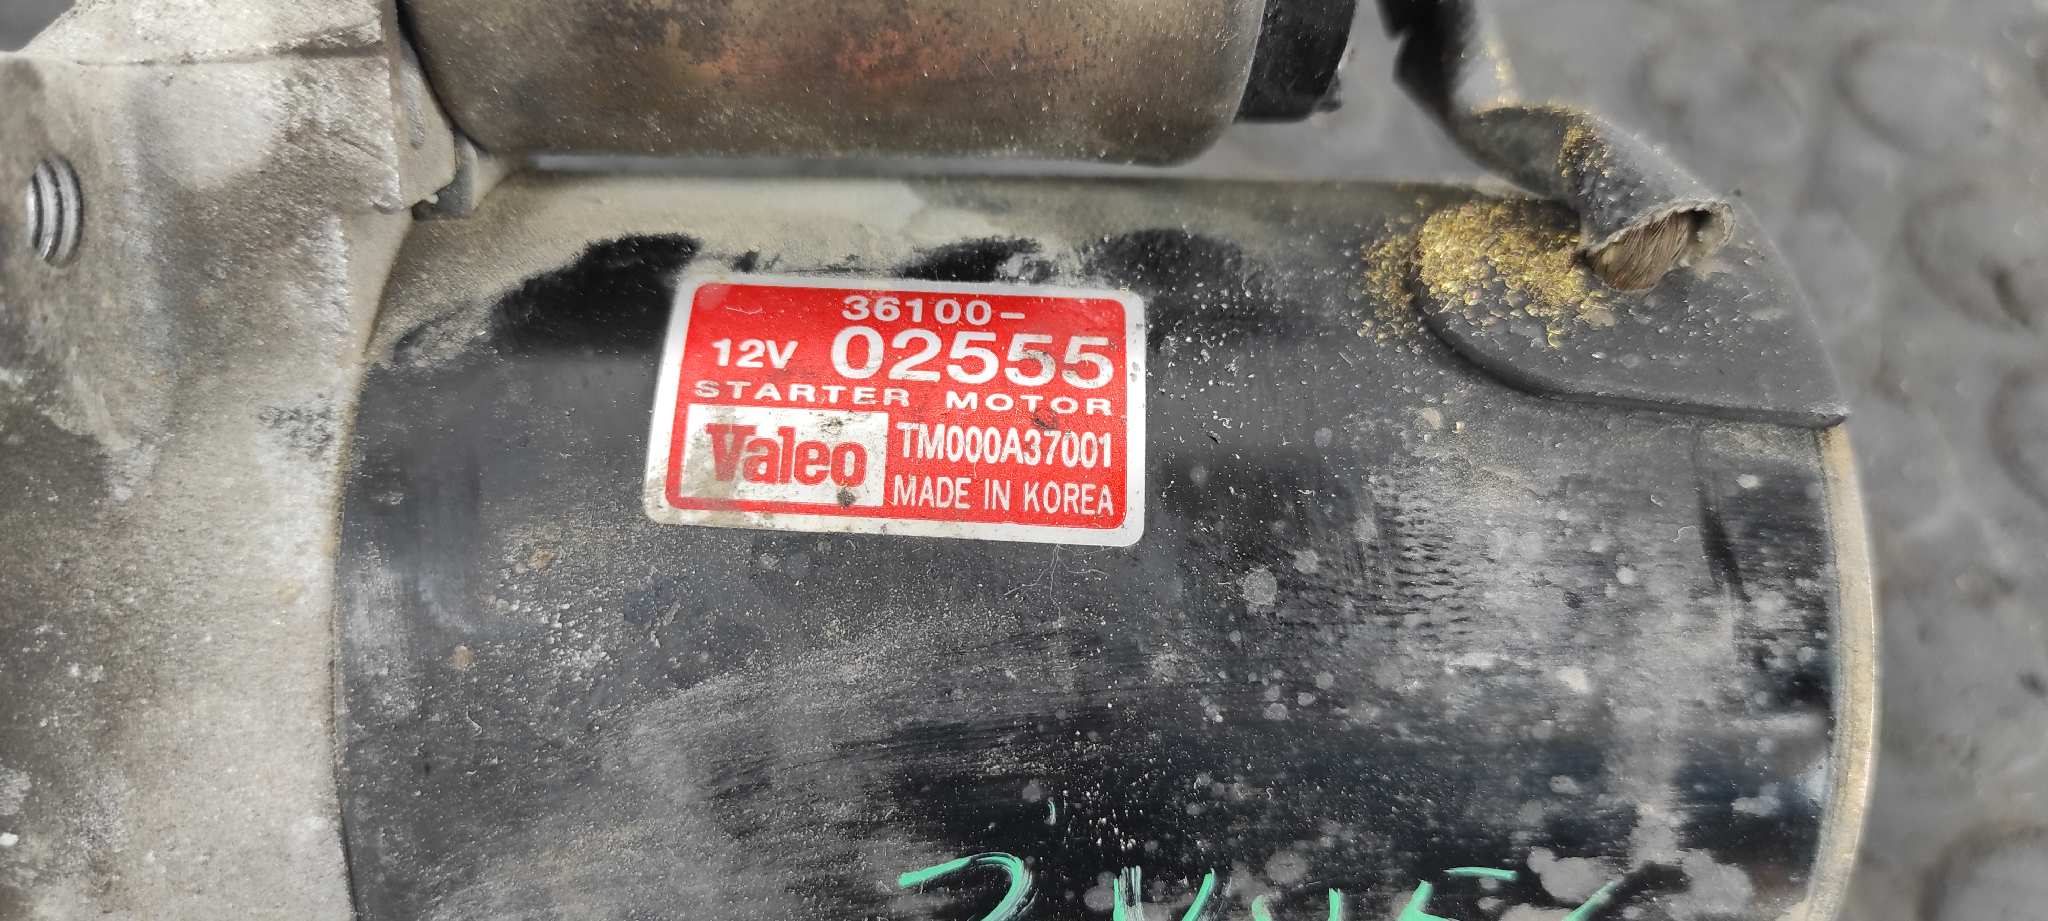 36100-
12V 02555
STARTER MOTOR
Valeo TM000A37001
MADE IN KOREA